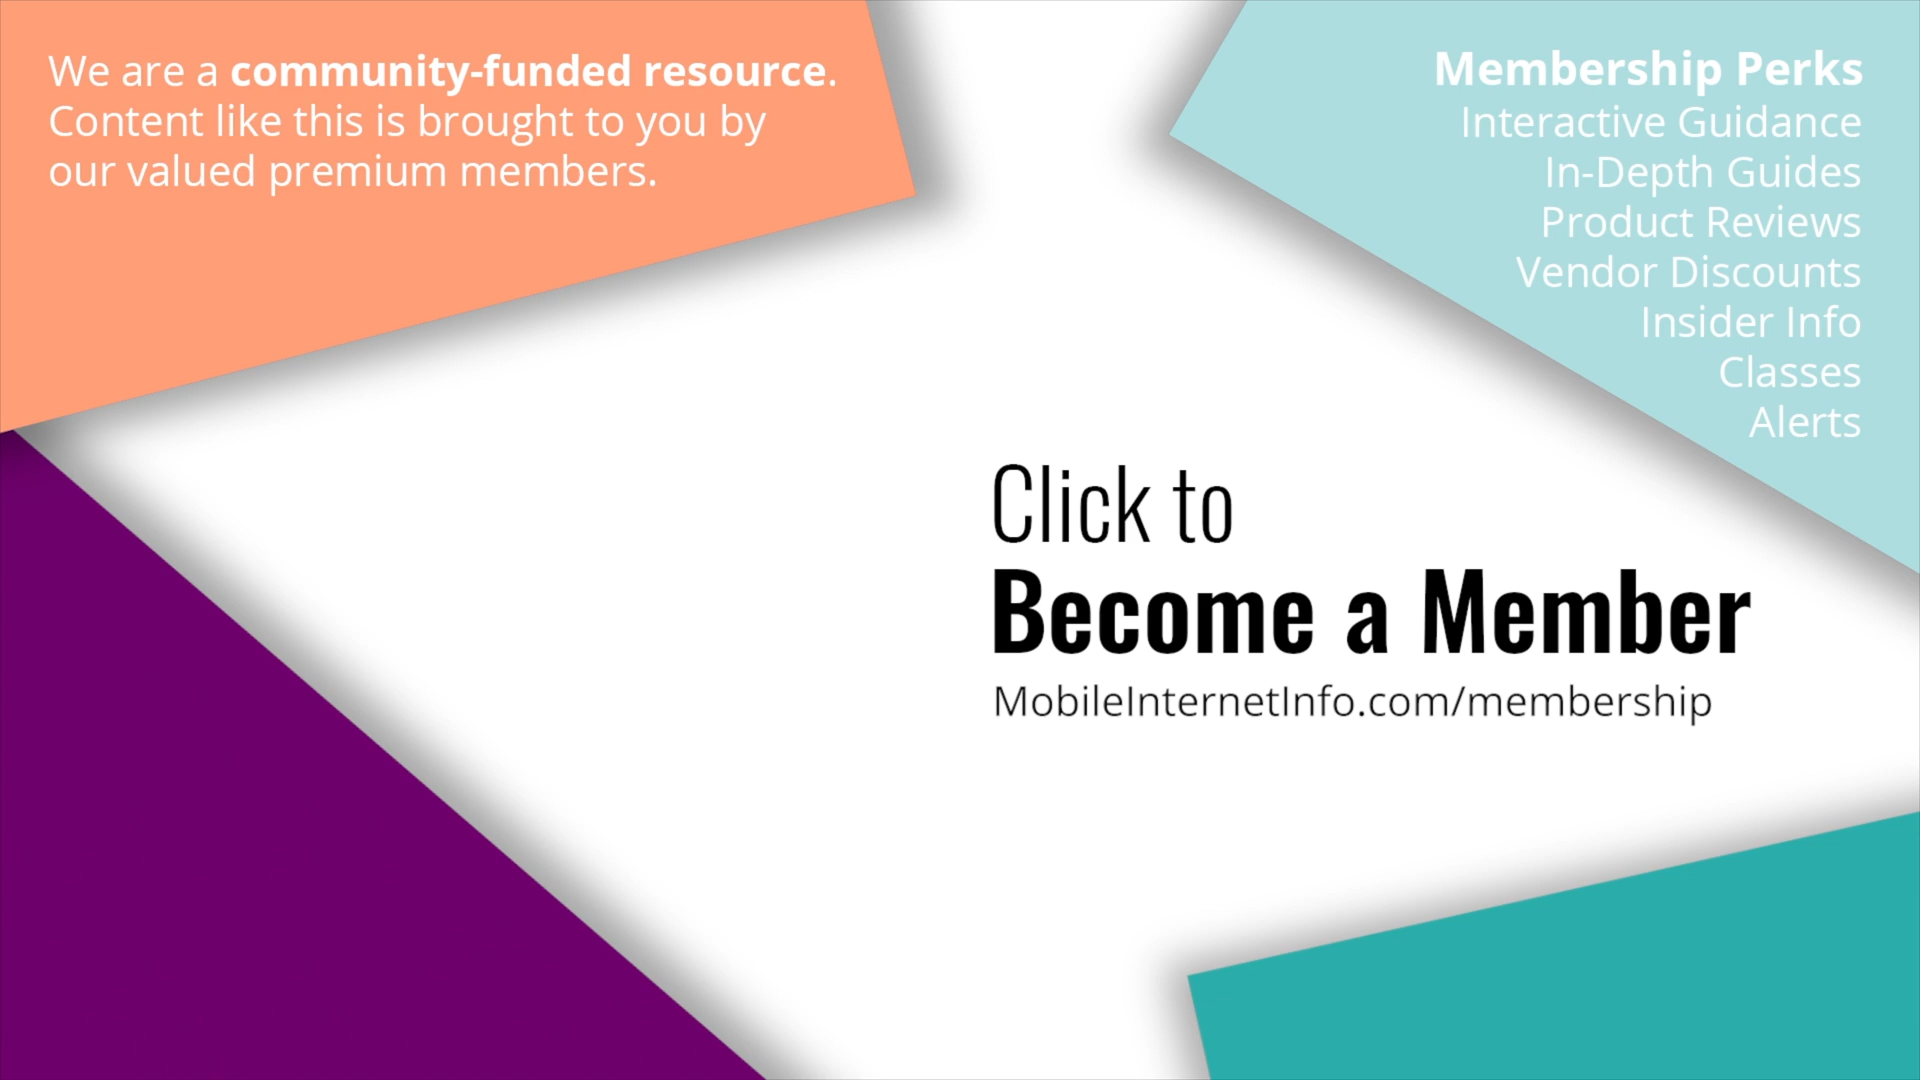 We are a community-funded resource.
Content like this is brought to you by
our valued premium members.
Membership Perks
Interactive Guidance
In-Depth Guides
Product Reviews
Vendor Discounts
Insider Info
Classes
Alerts
Click to
Become a Member
MobileInternetInfo.com/membership